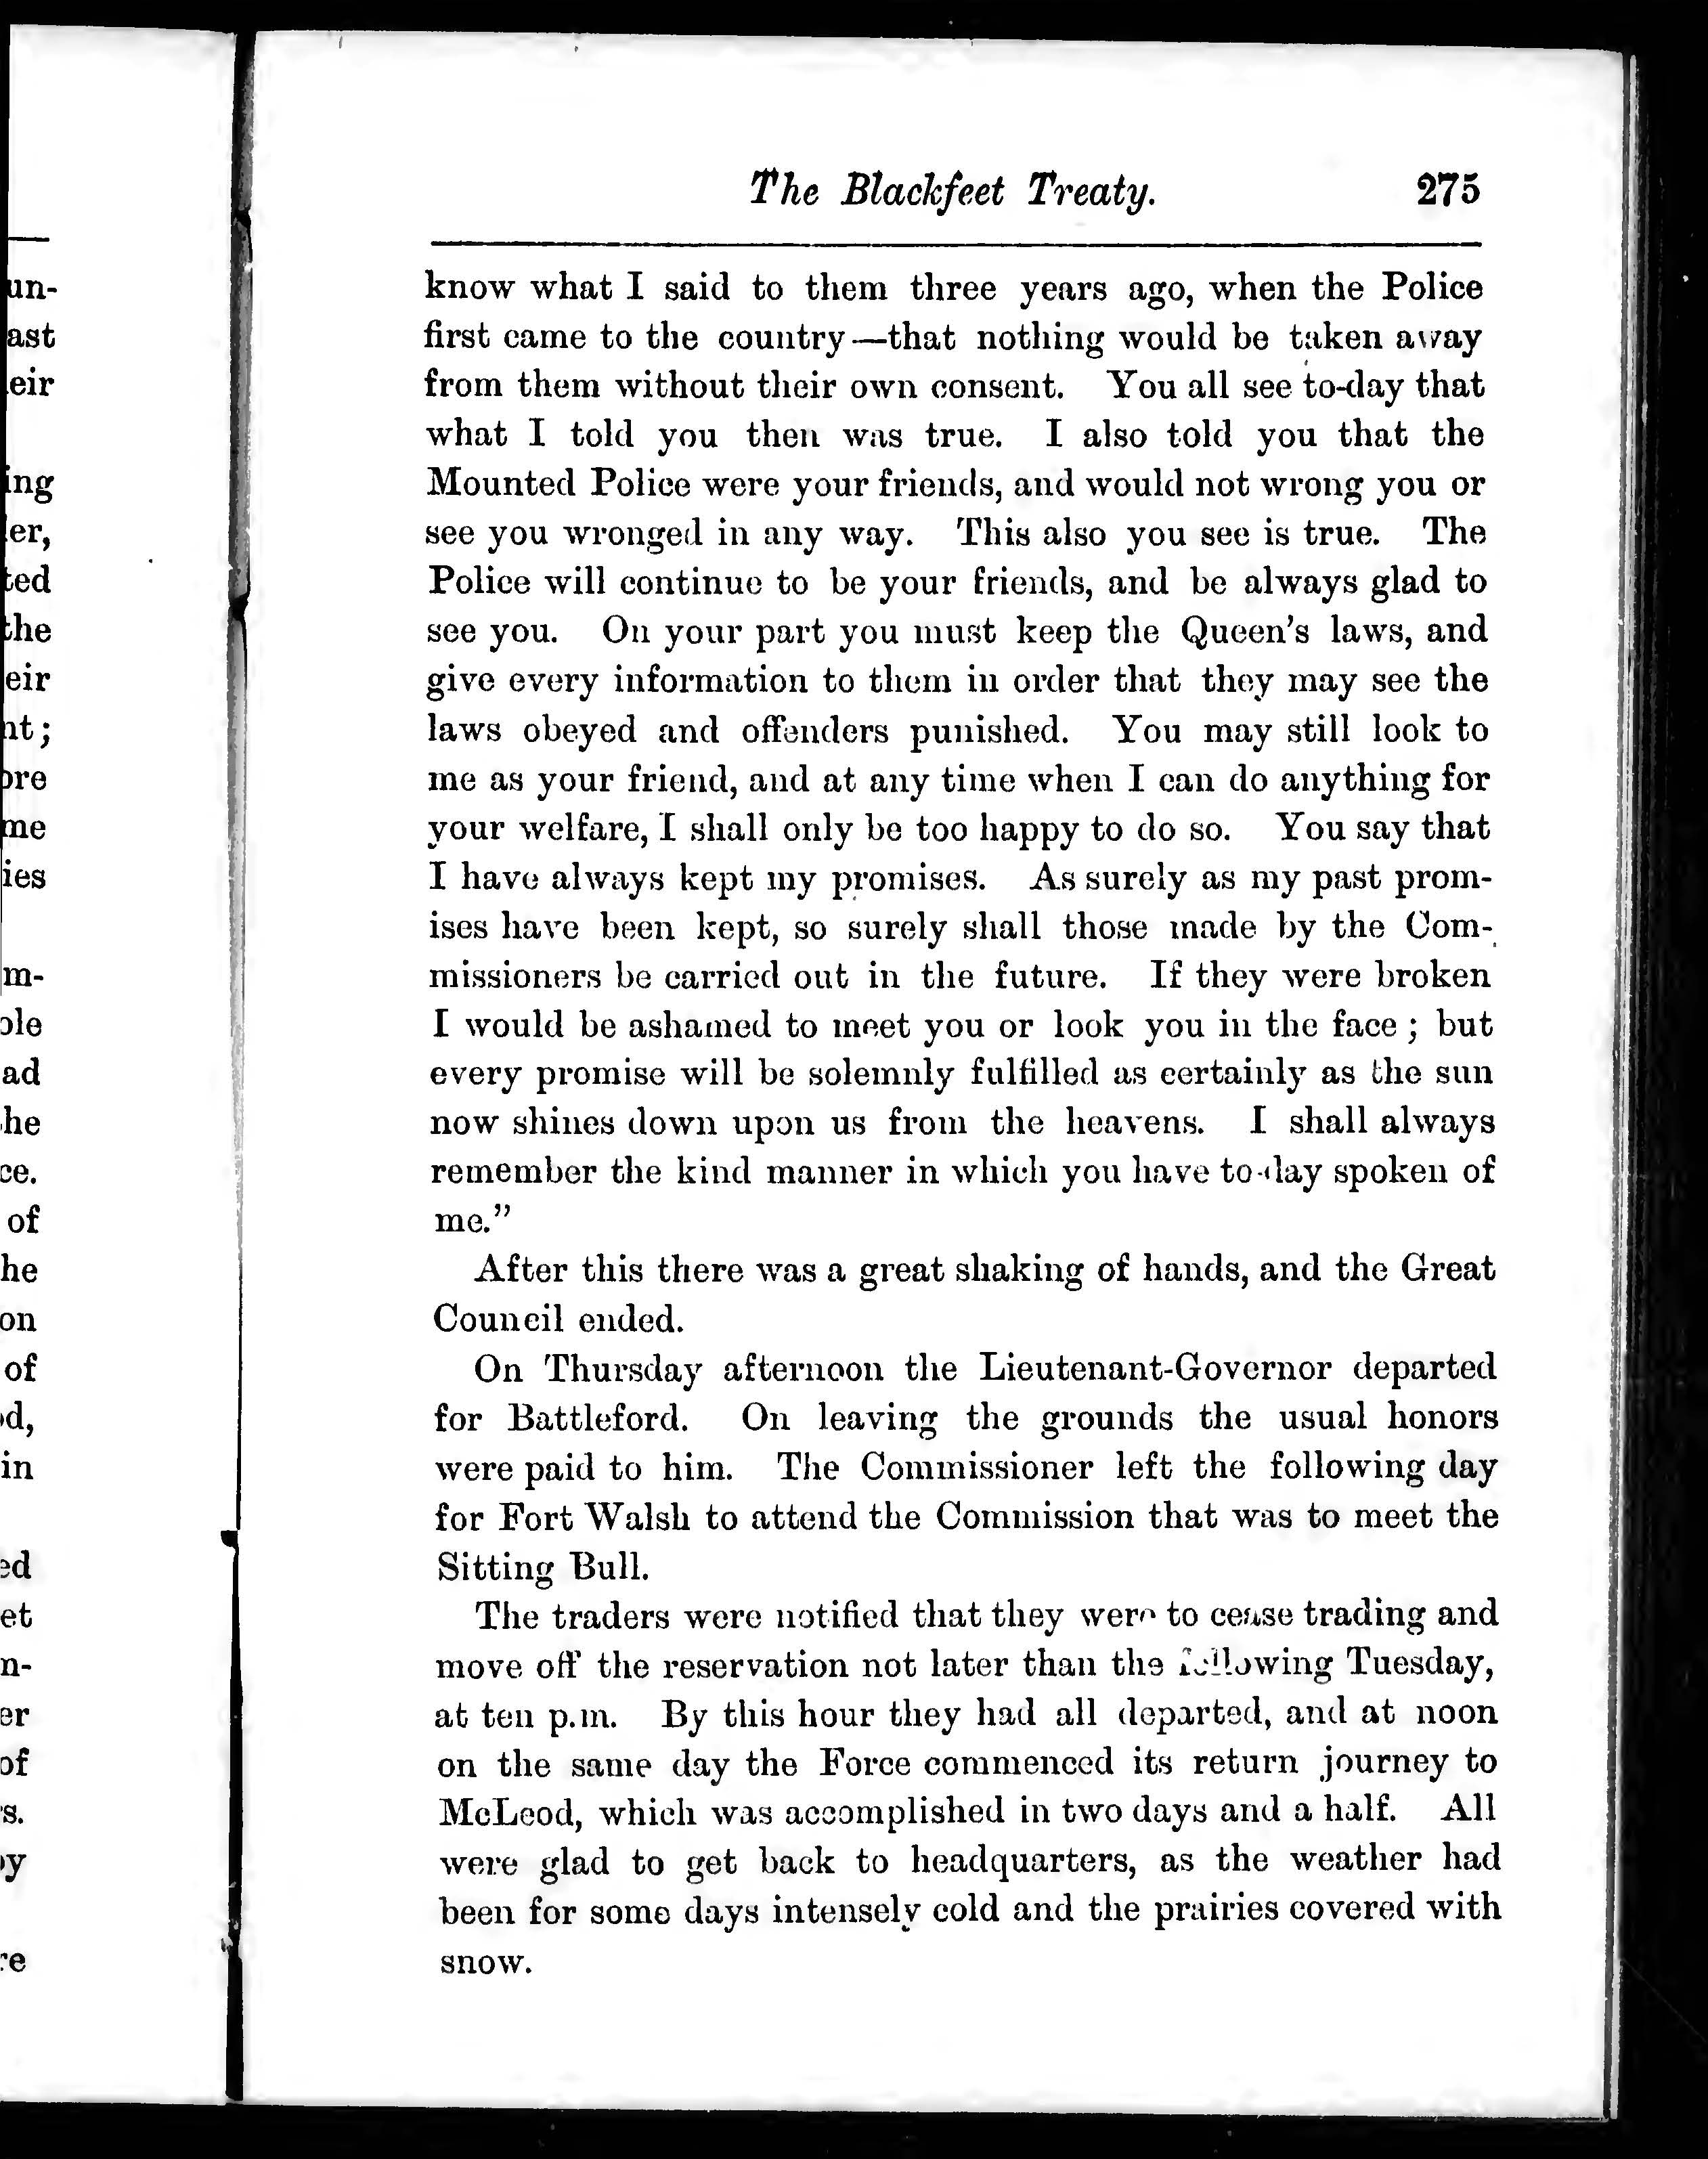 The Blackfeet Treaty. 275
know what I said to them three years ago, when the Police
first came to the country—that nothing would be taken away
from them without their own consent. You all see to-day that
what I told you then was true. I also told you that the
Mounted Police were your friends, and would not wrong you or
see you wronged in any way. This also you see is true. The
Police will continue to be your friends, and be always glad to
see you. On your part you must keep the Queen's laws, and
give every information to them in order that they may see the
laws obeyed and offenders punished. You may still look to
me as your friend, and at any time when I can do anything for
your welfare, I shall only be too happy to do so. You say that
I have always kept my promises. As surely as my past prom-
ises have been kept, so surely shall those made by the Com-
missioners be carried out in the future. If they were broken
I would be ashamed to meet you or look you in the face; but
every promise will be solemnly fulfilled as certainly as the sun
now shines down upon us from the heavens. I shall always
remember the kind manner in which you have to-day spoken of
me."
After this there was a great shaking of hands, and the Great
Council ended.
On Thursday afternoon the Lieutenant-Governor departed
for Battleford. On leaving the grounds the usual honors
were paid to him. The Commissioner left the following day
for Fort Walsh to attend the Commission that was to meet the
Sitting Bull.
The traders were notified that they were to cease trading and
move off the reservation not later than the following Tuesday,
at ten p.m. By this hour they had all departed, and at noon
on the same day the Force commenced its return journey to
McLeod, which was accomplished in two days and a half. All
were glad to get back to headquarters, as the weather had
been for some days intensely cold and the prairies covered with
snow.